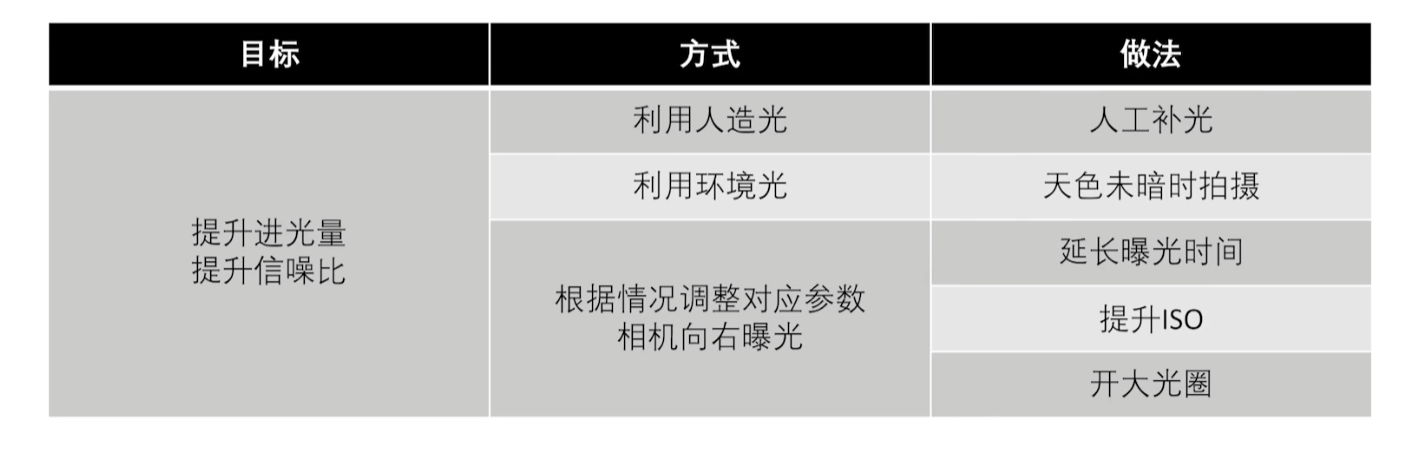 目标 方式 做法
利用人造光 人工补光
利用环境光 天色未暗时拍摄
提升进光量
提升信噪比
根据情况调整对应参数
相机向右曝光
延长曝光时间
提升ISO
开大光圈